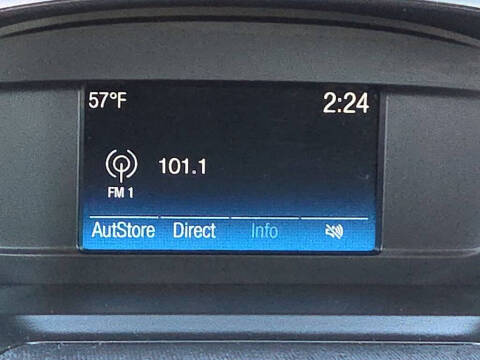 57°F 2:24
101.1
FM 1
AutStore Direct Info